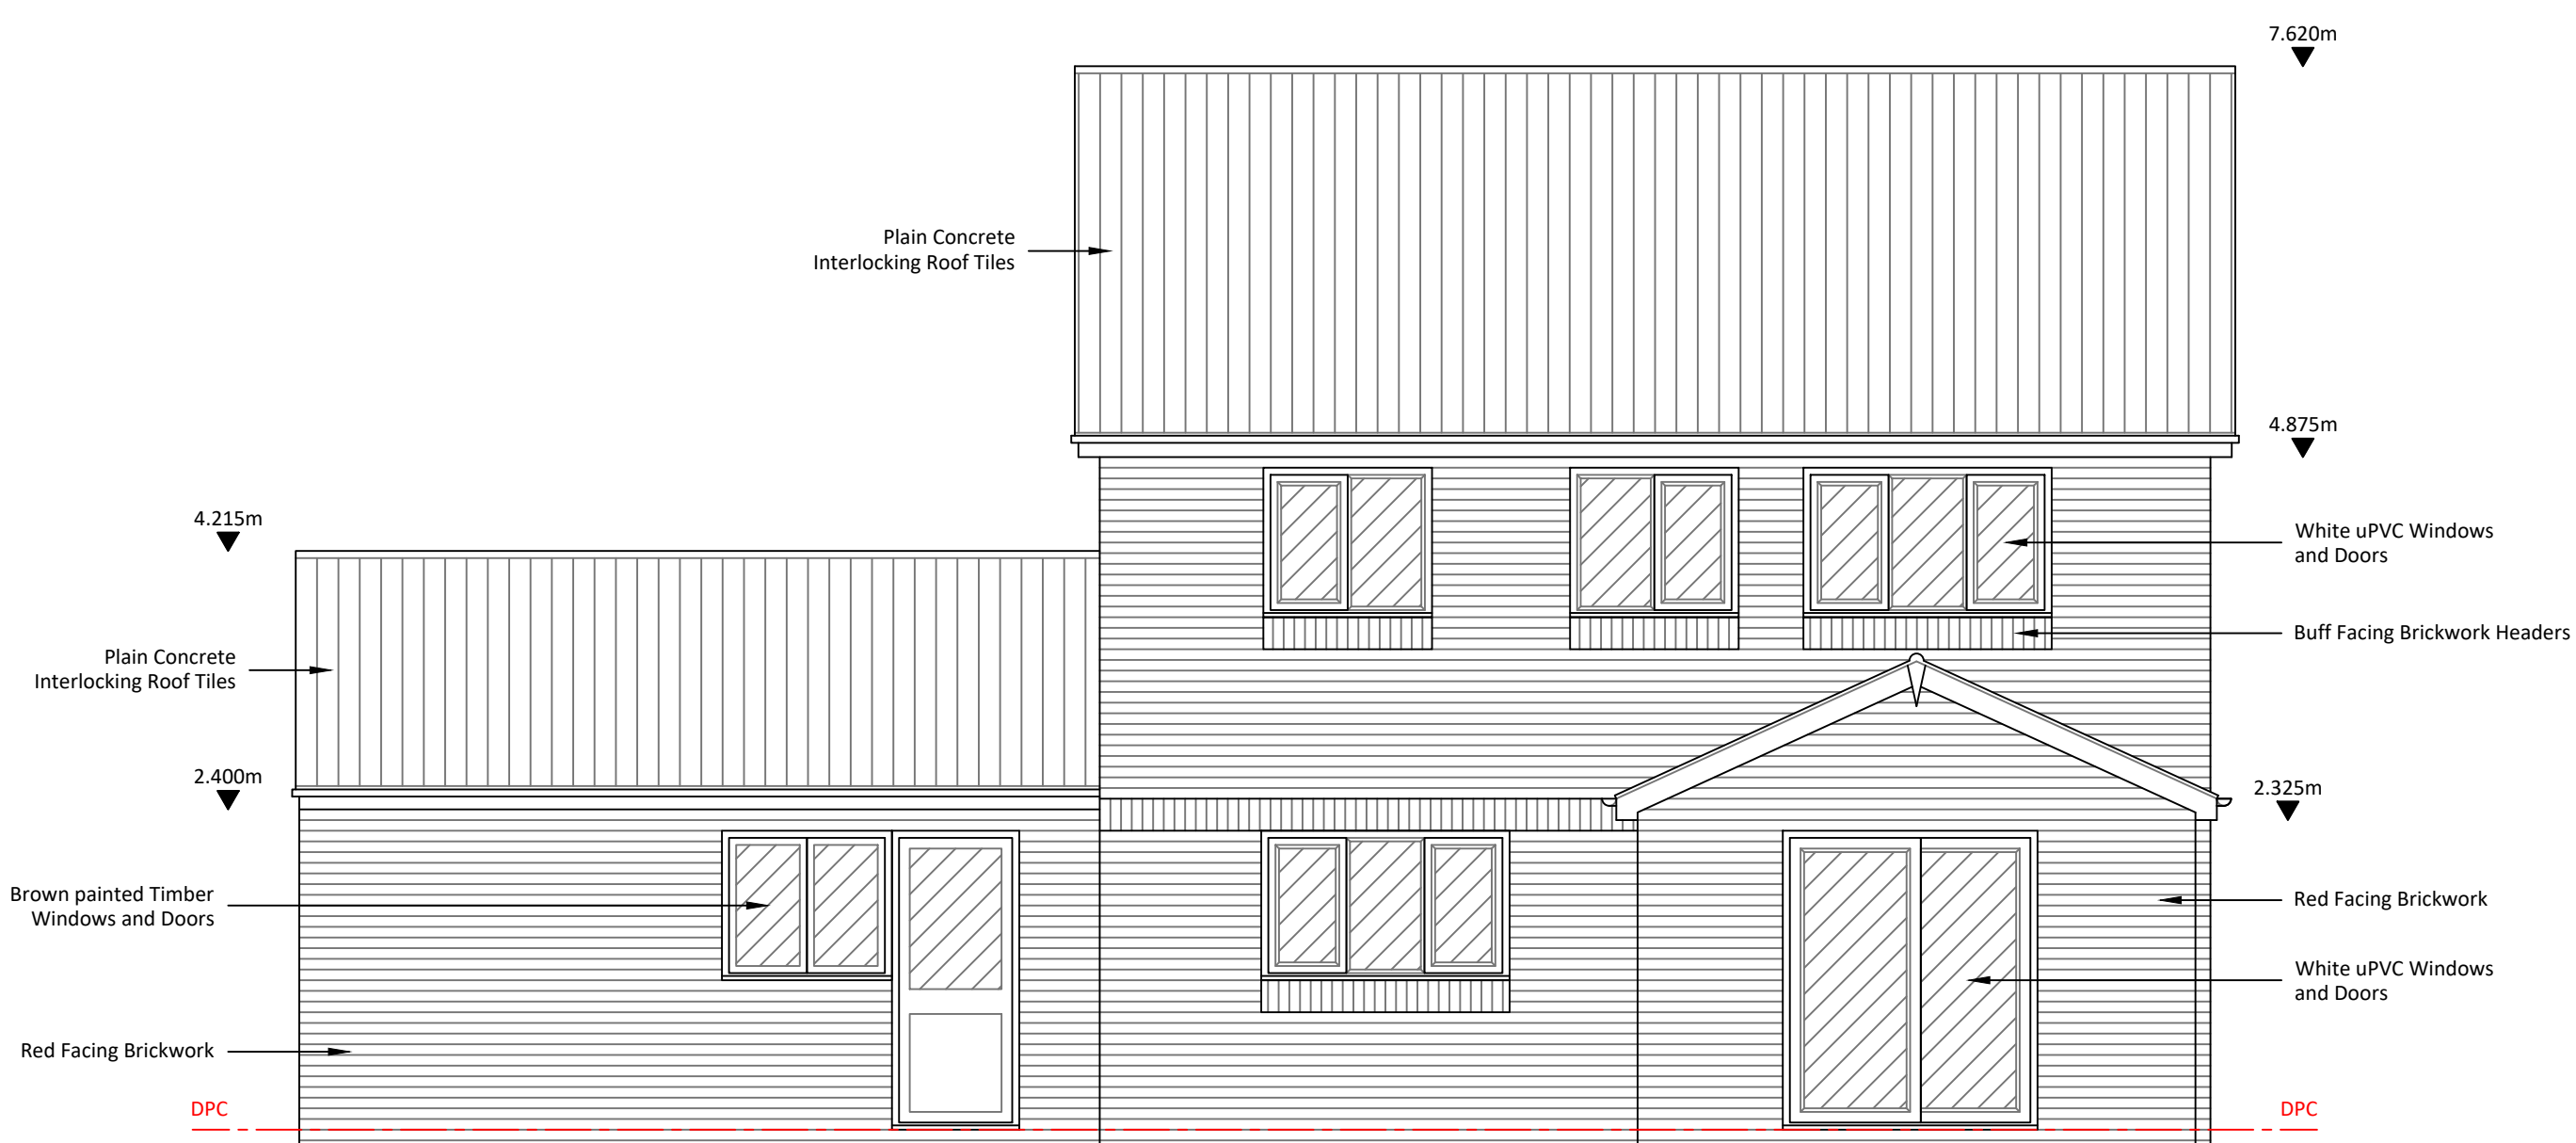 7.620m
Plain Concrete
Interlocking Roof Tiles
4.875m
4.215m
White uPVC Windows
and Doors
Buff Facing Brickwork Headers
Plain Concrete
Interlocking Roof Tiles
2.400m
2.325m
Brown painted Timber
Windows and Doors
Red Facing Brickwork
White uPVC Windows
and Doors
Red Facing Brickwork
DPC
DPC